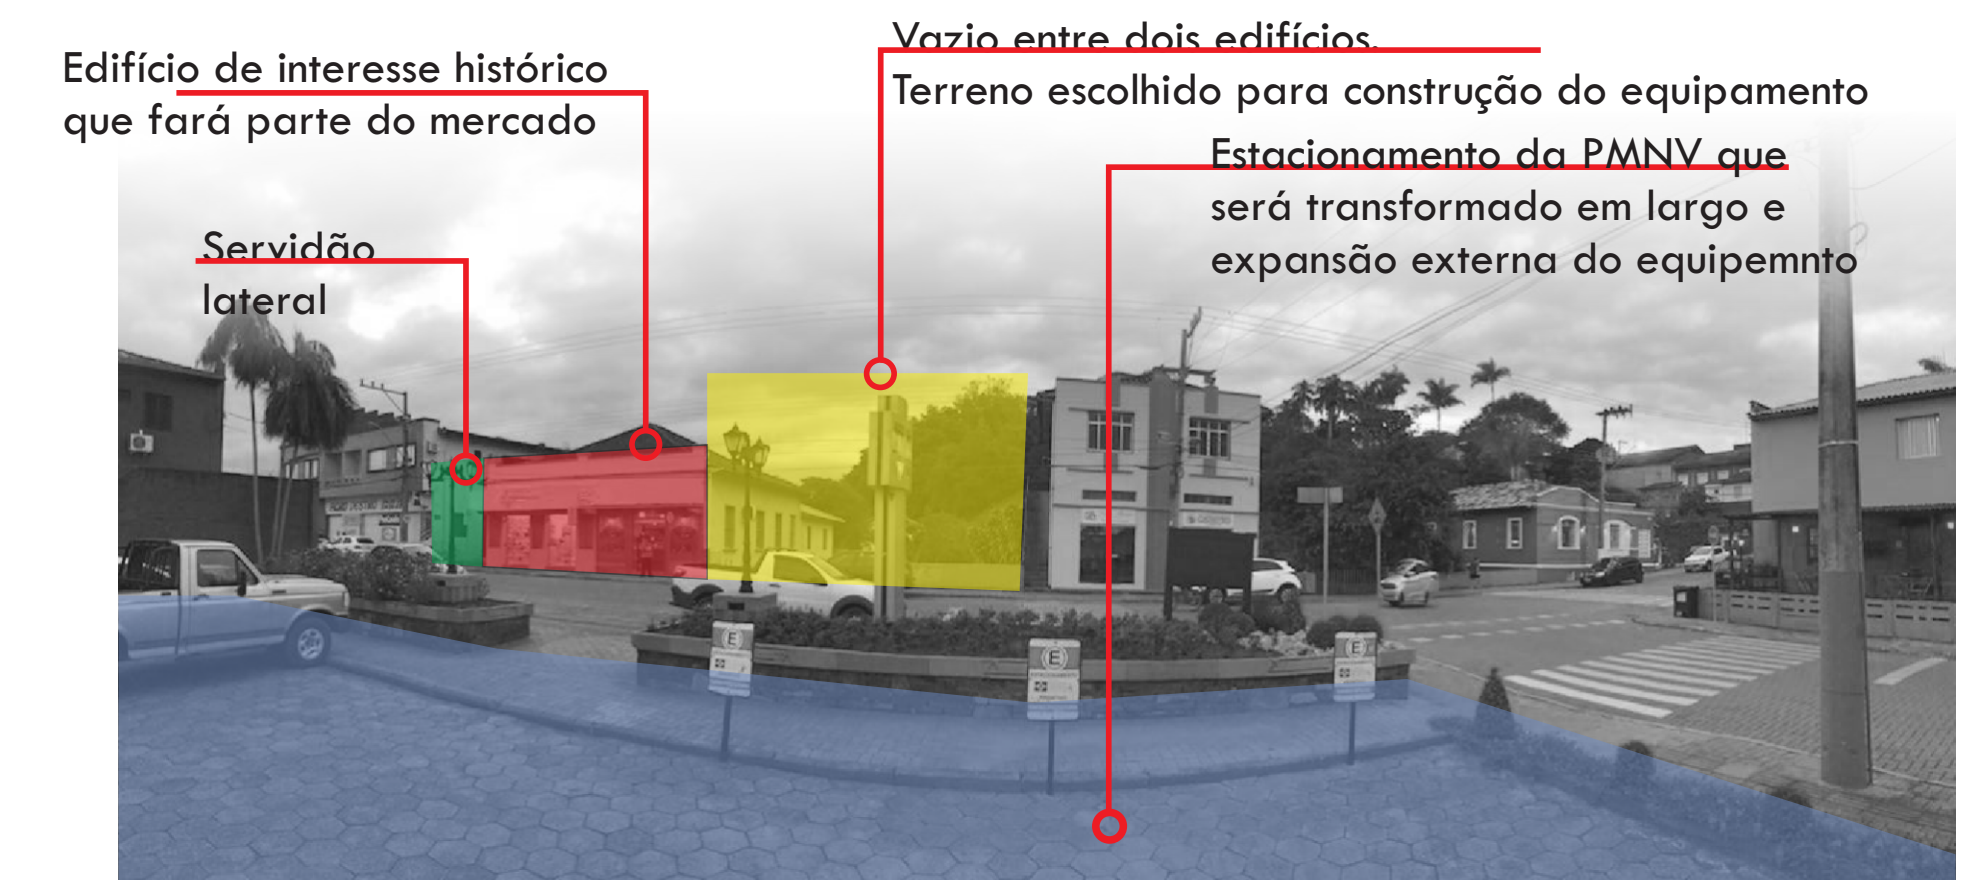 Edifício de interesse histórico
que fará parte do mercado
Vazio entre dois edifícios.
Terreno escolhido para construção do equipamento
Estacionamento da PMNV que
será transformado em largo e
expansão externa do equipemnto
Servidão
lateral
E
E
E